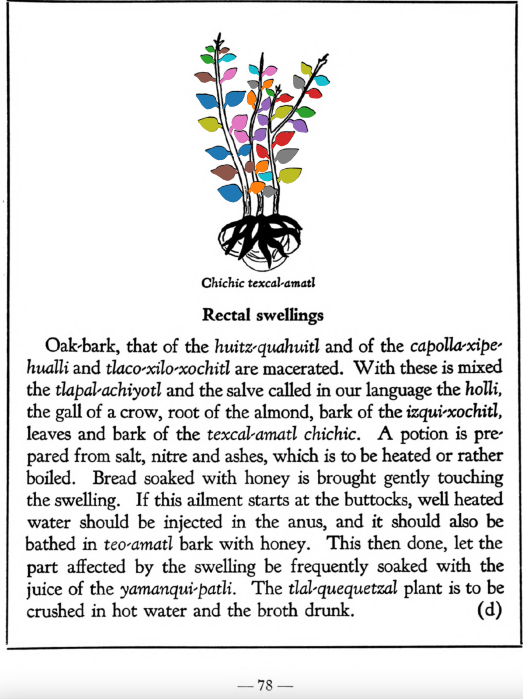 Chichic texcal-amatl
Rectal swellings
Oak-bark, that of the huitz-quahuitl and of the capolla-xipe-
hualli and tlaco-xilo-xochitl are macerated. With these is mixed
the tlapal-achiyotl and the salve called in our language the holli,
the gall of a crow, root of the almond, bark of the izqui-xochitl,
leaves and bark of the texcal-amatl chichic. A potion is pre-
pared from salt, nitre and ashes, which is to be heated or rather
boiled. Bread soaked with honey is brought gently touching
the swelling. If this ailment starts at the buttocks, well heated
water should be injected in the anus, and it should also be
bathed in teo-amatl bark with honey. This then done, let the
part affected by the swelling be frequently soaked with the
juice of the yamanqui-patli. The tlal-quequetzal plant is to be
crushed in hot water and the broth drunk. (d)
— 78 —